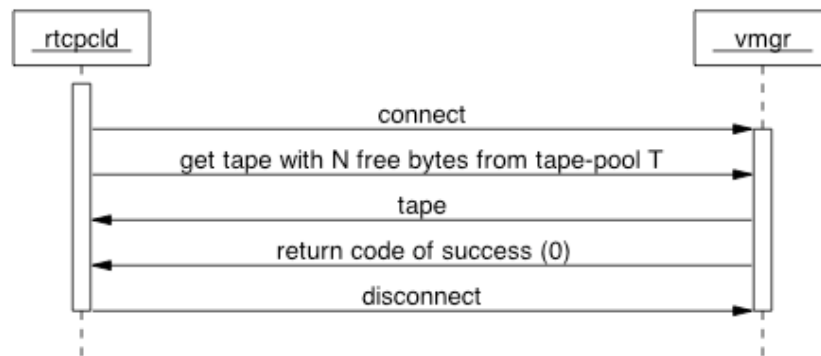 rtcpcld
vmgr
connect
get tape with N free bytes from tape-pool T
tape
return code of success (0)
disconnect